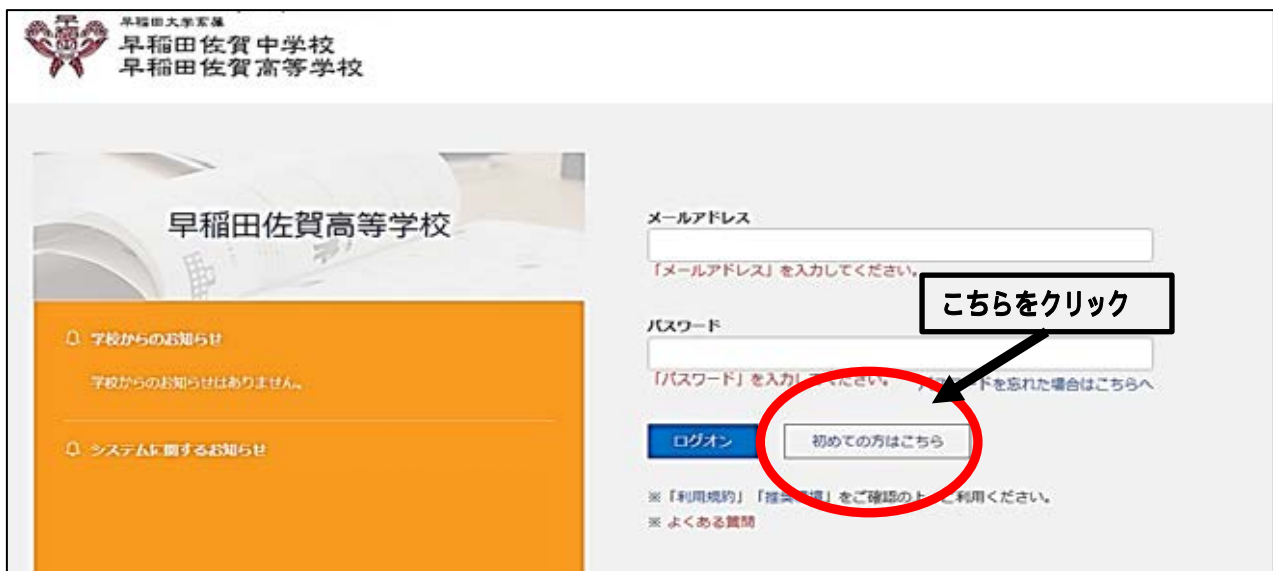 早稲田大学系属
早稲田佐賀中学校
早稲田佐賀高等学校
早稲田佐賀高等学校
学校からのお知らせ
学校からのお知らせはありません。
システムに関するお知らせ
メールアドレス
「メールアドレス」を入力してください。
こちらをクリック
パスワード
「パスワード」を入力してください。
パスワードを忘れた場合はこちらへ
ログオン
初めての方はこちら
※「利用規約」「推奨環境」をご確認の上、ご利用ください。
※ よくある質問